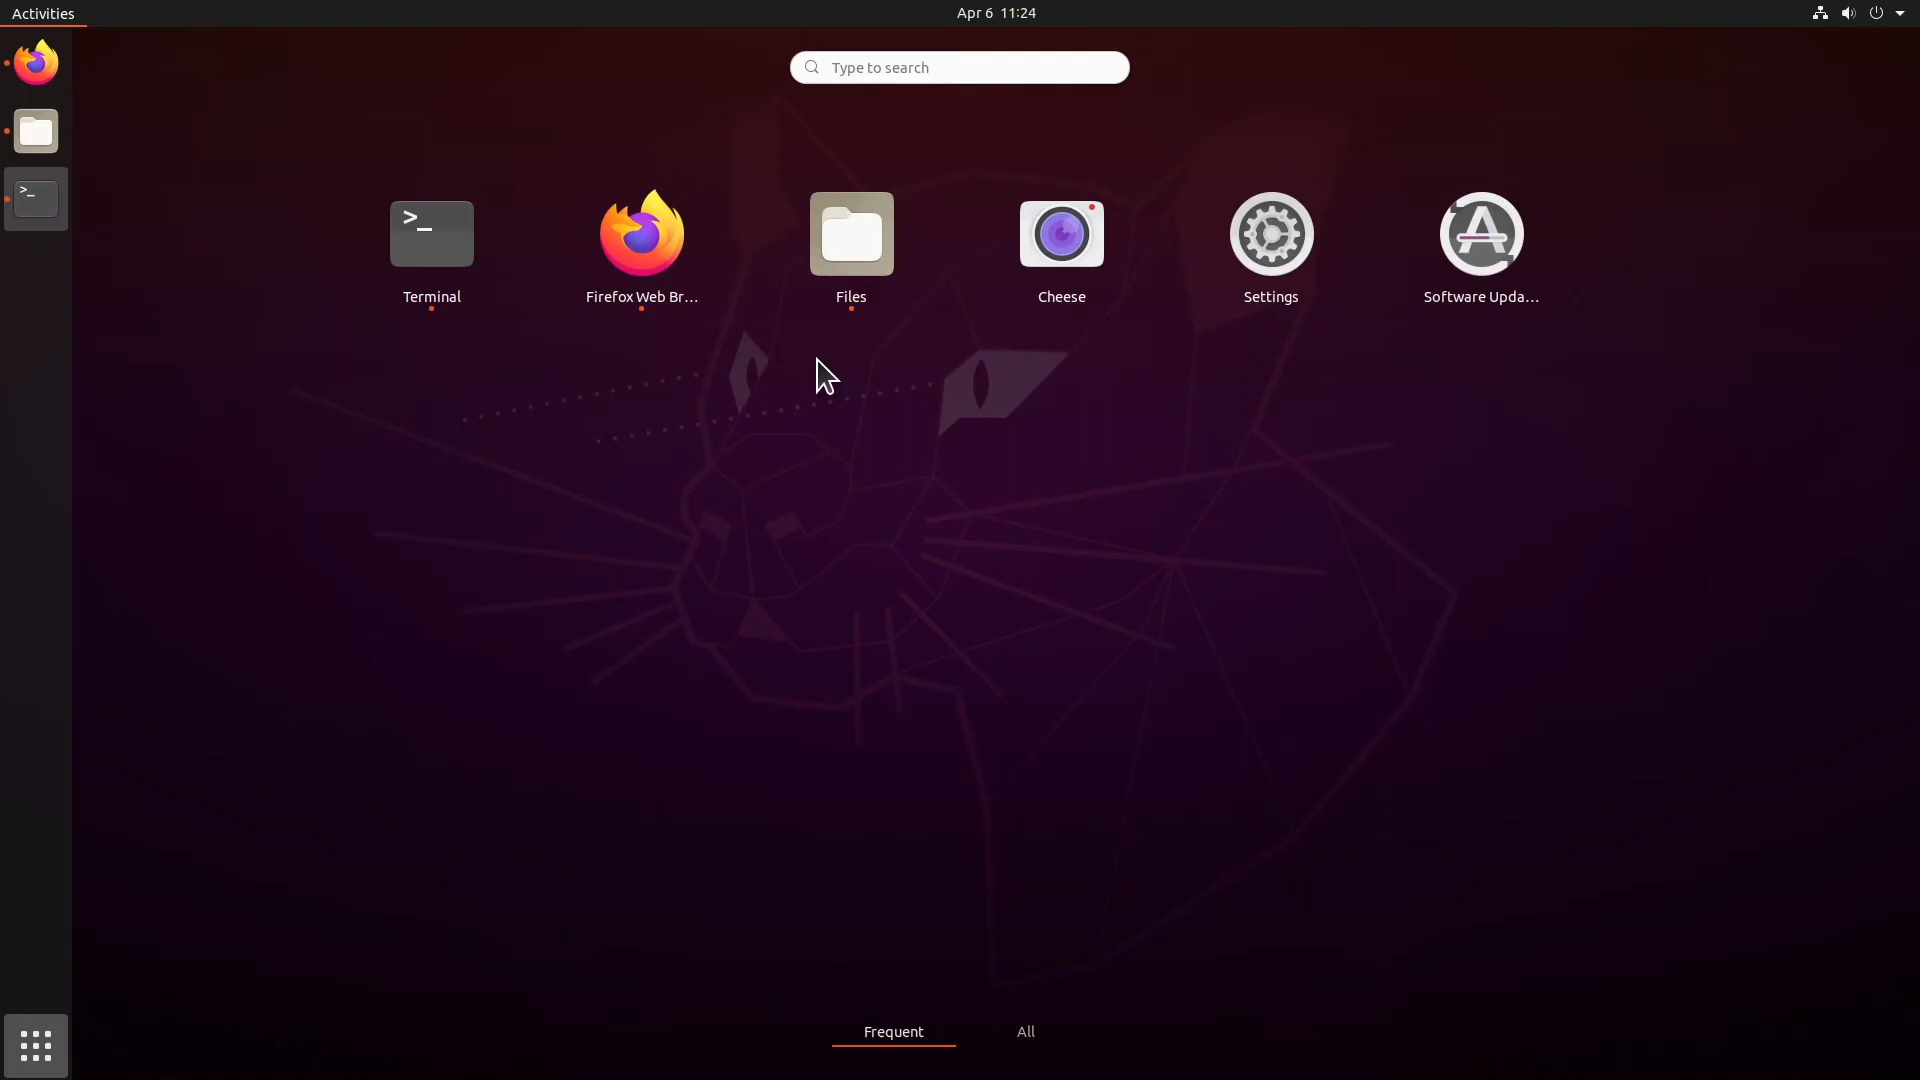 Activities
Apr 6 11:24
Type to search
>_
>_
Terminal
Firefox Web Br...
Files
Cheese
Settings
Software Upda...
Frequent
All